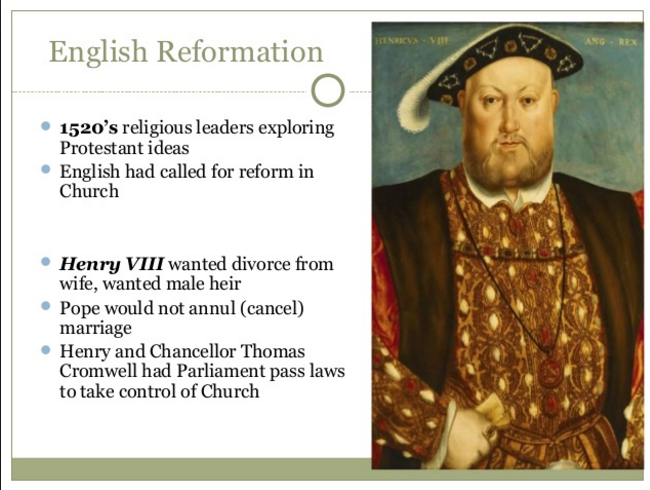 English Reformation
HENRICVS · VIII
ANG · REX
1520’s religious leaders exploring
Protestant ideas
English had called for reform in
Church
Henry VIII wanted divorce from
wife, wanted male heir
Pope would not annul (cancel)
marriage
Henry and Chancellor Thomas
Cromwell had Parliament pass laws
to take control of Church